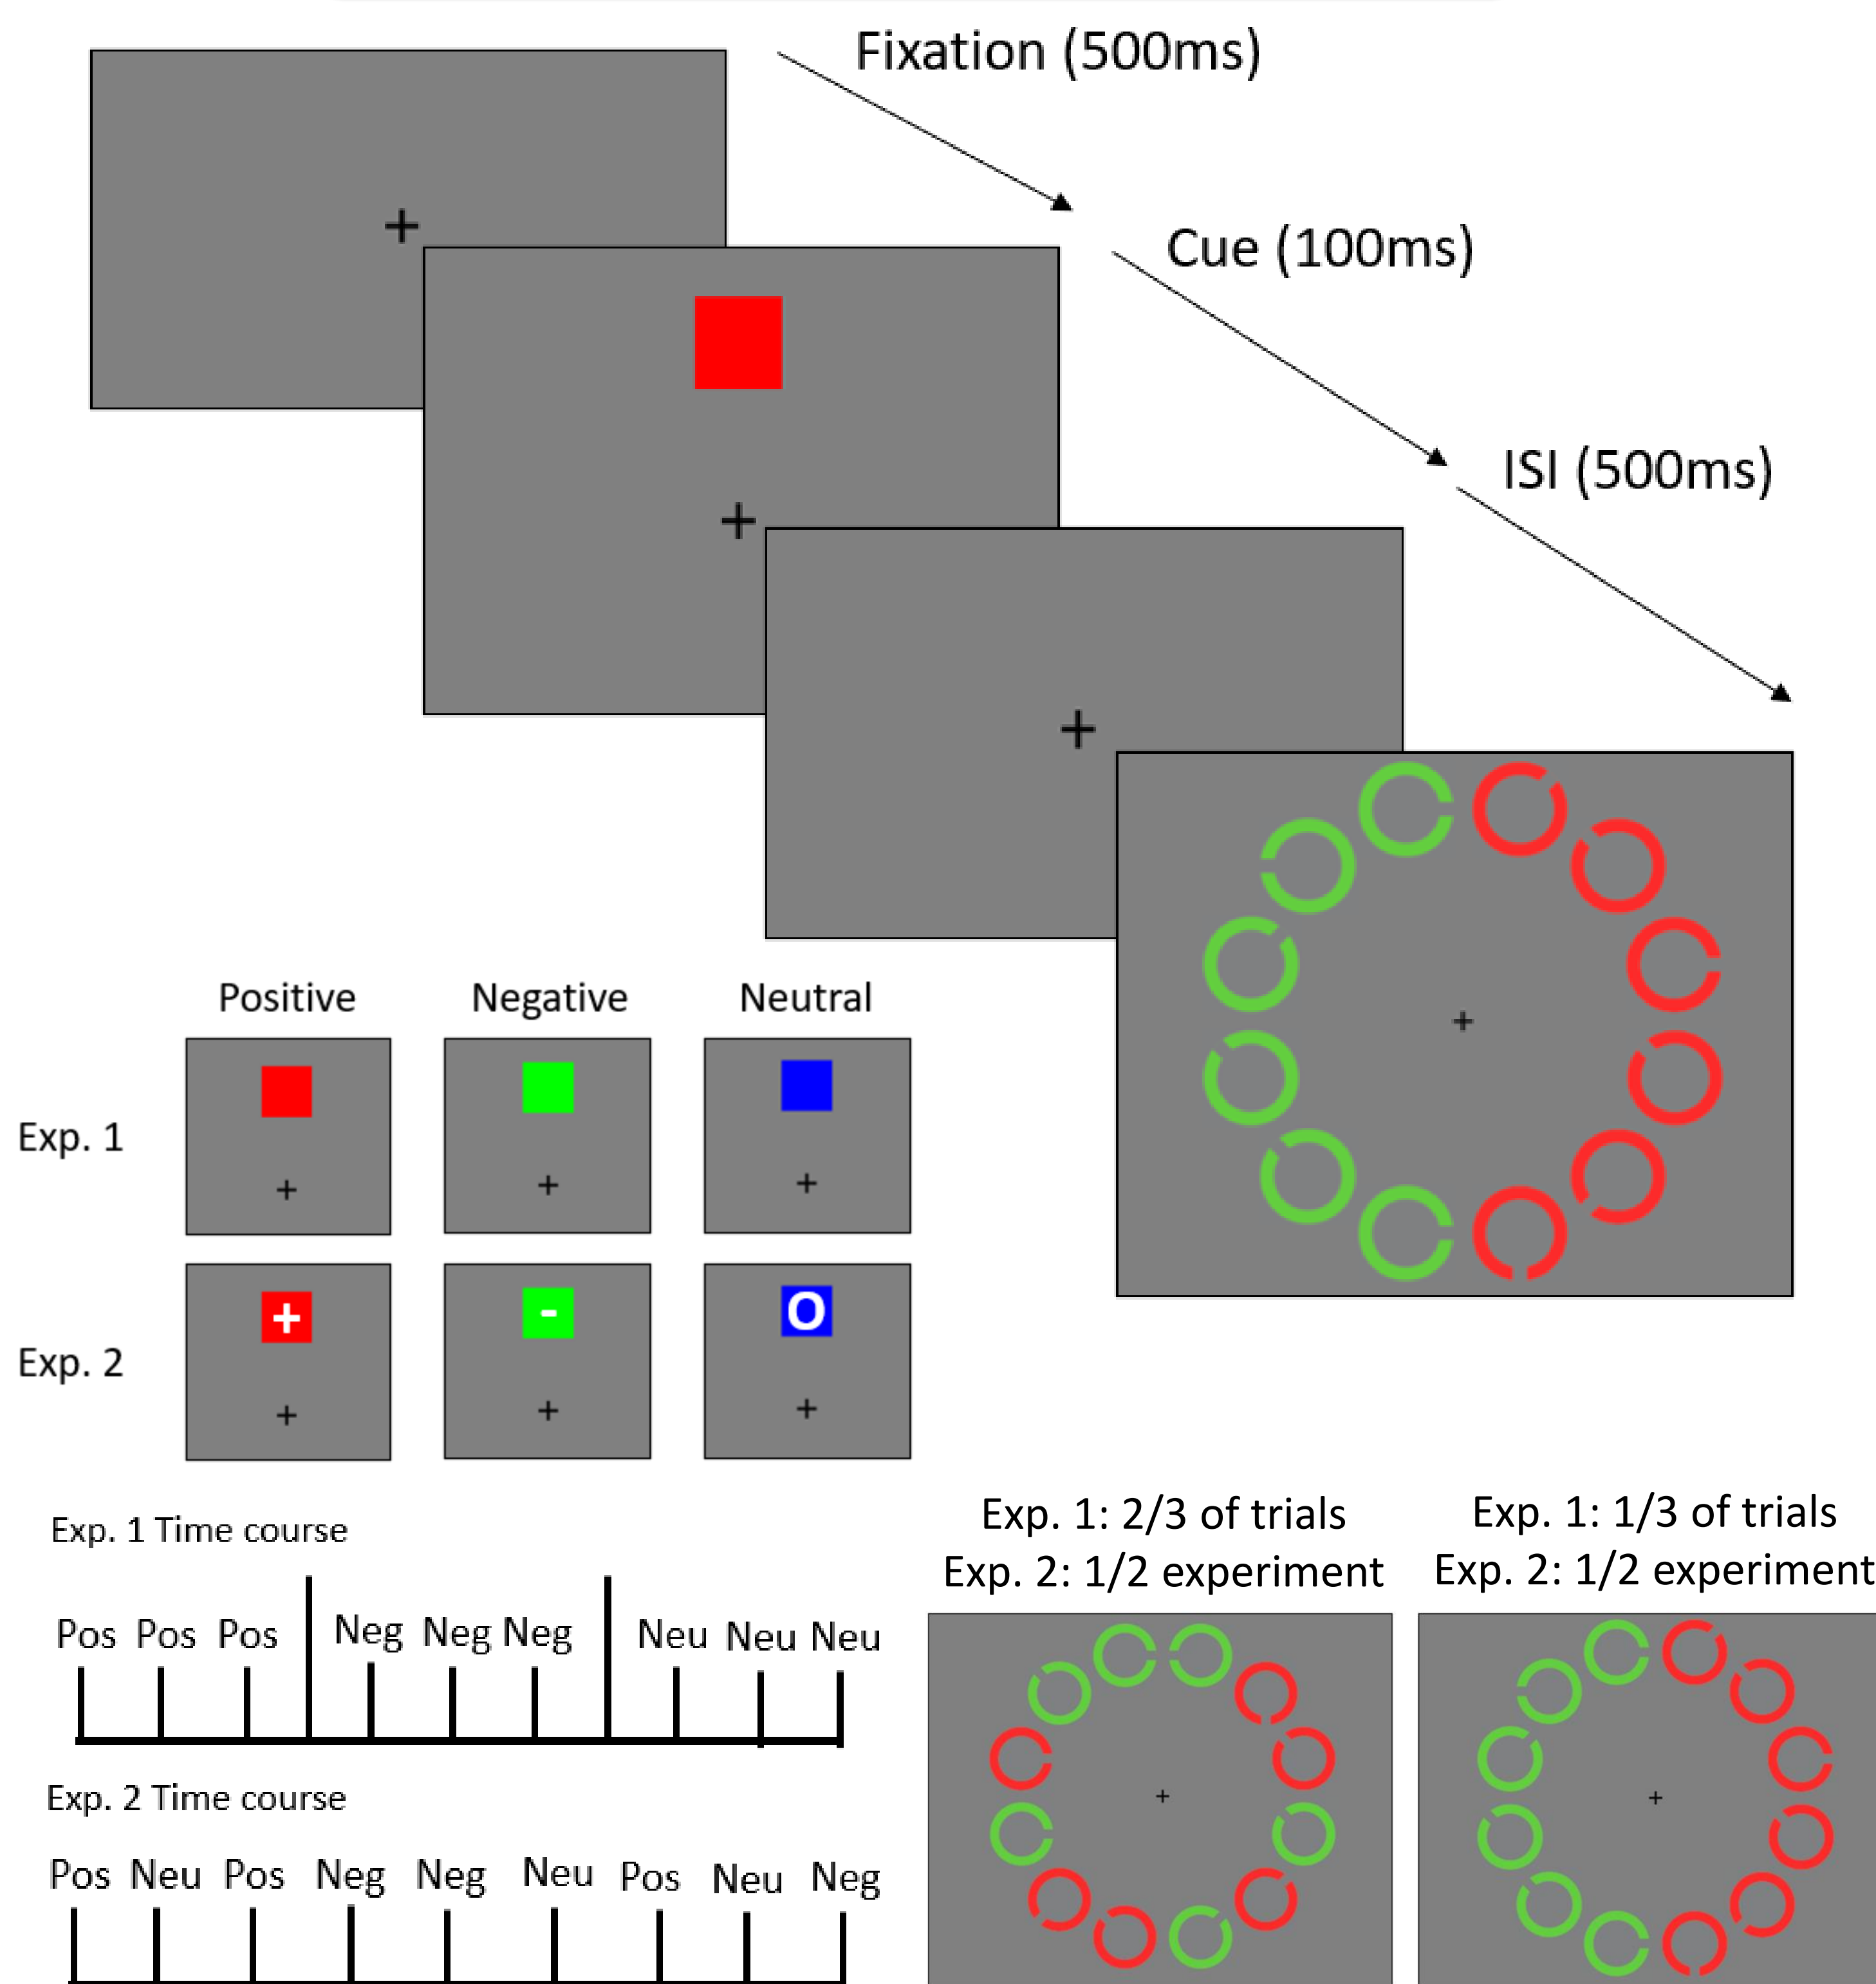 Fixation (500ms)
Cue (100ms)
ISI (500ms)
Positive Negative Neutral
Exp. 1
Exp. 2
+ - O
Exp. 1 Time course
Pos Pos Pos Neg Neg Neg Neu Neu Neu
Exp. 2 Time course
Pos Neu Pos Neg Neg Neu Pos Neu Neg
Exp. 1: 2/3 of trials
Exp. 2: 1/2 experiment
Exp. 1: 1/3 of trials
Exp. 2: 1/2 experiment